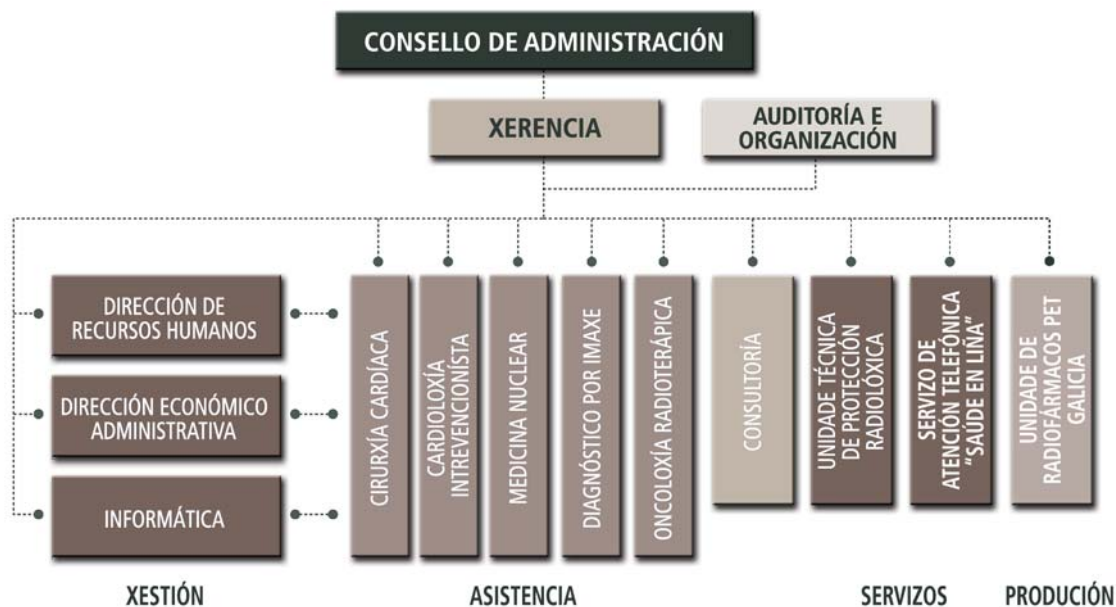 CONSELLO DE ADMINISTRACIÓN
XERENCIA
AUDITORÍA E
ORGANIZACIÓN
DIRECCIÓN DE
RECURSOS HUMANOS
DIRECCIÓN ECONÓMICO
ADMINISTRATIVA
INFORMÁTICA
CIRURXÍA CARDÍACA
CARDIOLOXÍA
INTREVENCIONÍSTA
MEDICINA NUCLEAR
DIAGNÓSTICO POR IMAXE
ONCOLOXÍA RADIOTERÁPICA
CONSULTORÍA
UNIDADE TÉCNICA
DE PROTECCIÓN
RADIOLÓXICA
SERVIZO DE
ATENCIÓN TELEFÓNICA
“SAÚDE EN LIÑA”
UNIDADE DE
RADIOFÁRMACOS PET
GALICIA
XESTIÓN
ASISTENCIA
SERVIZOS
PRODUCIÓN